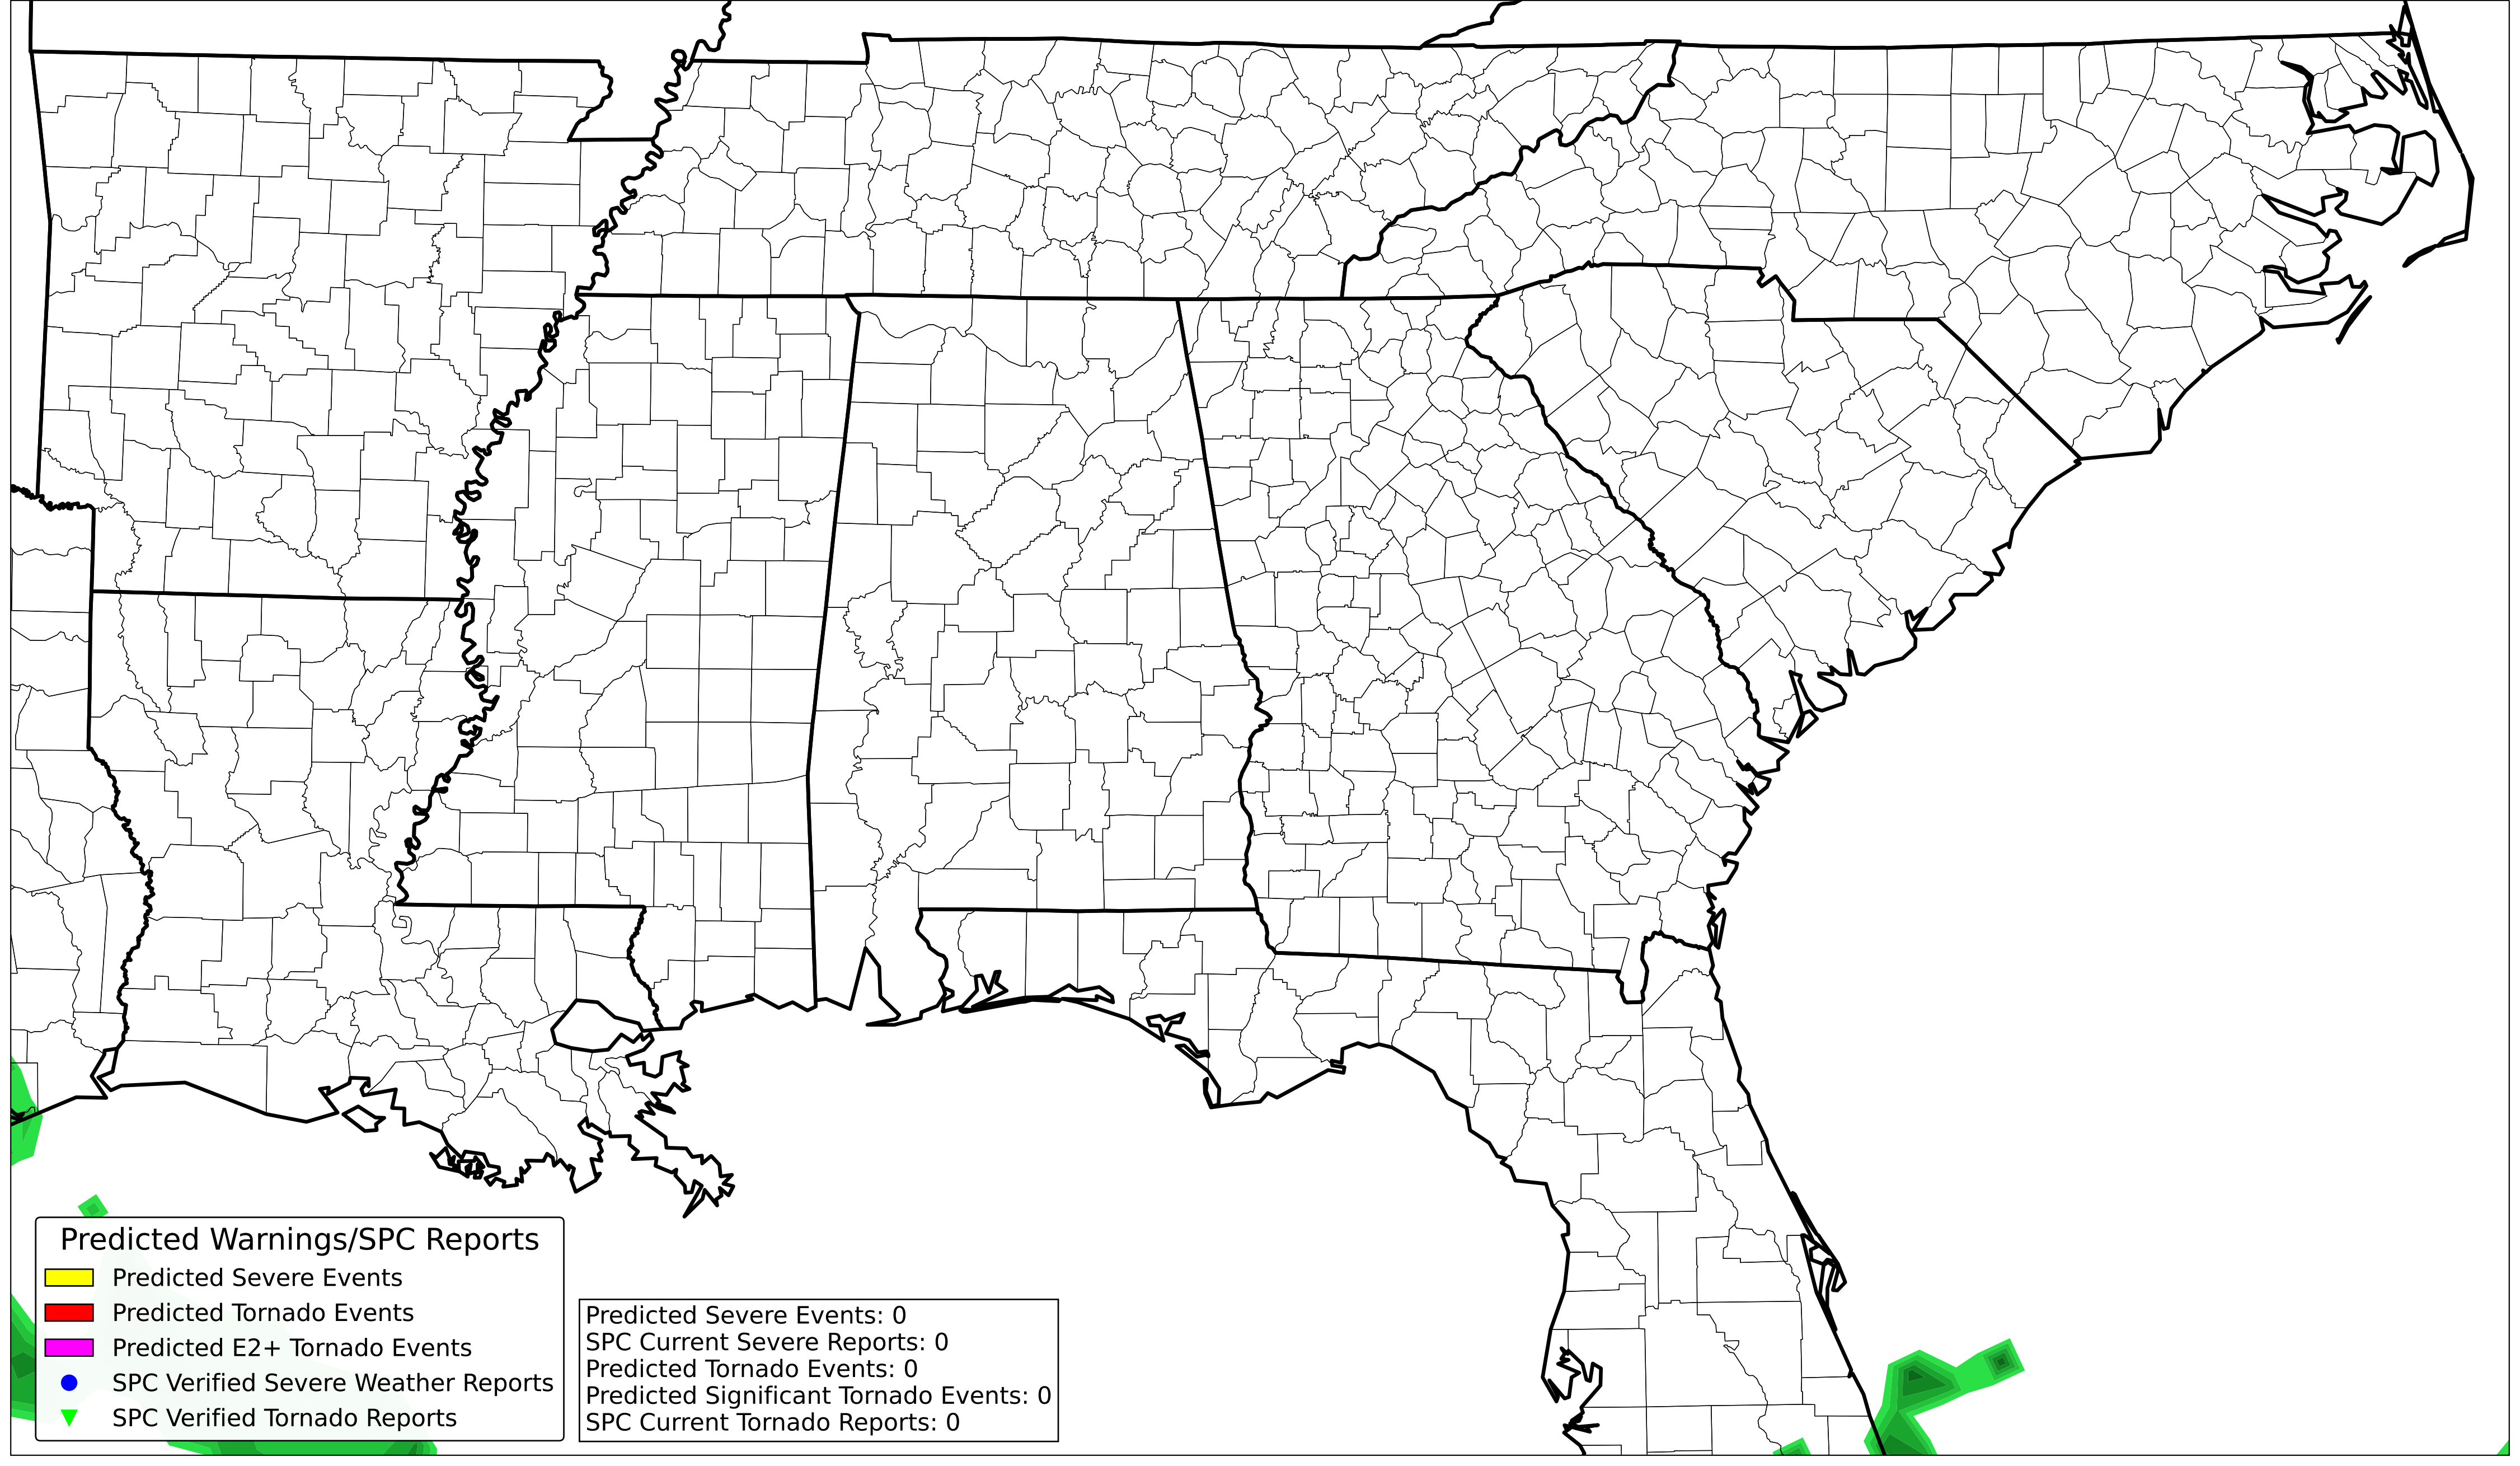 Predicted Warnings/SPC Reports
Predicted Severe Events
Predicted Tornado Events
Predicted E2+ Tornado Events
SPC Verified Severe Weather Reports
SPC Verified Tornado Reports
Predicted Severe Events: 0
SPC Current Severe Reports: 0
Predicted Tornado Events: 0
Predicted Significant Tornado Events: 0
SPC Current Tornado Reports: 0